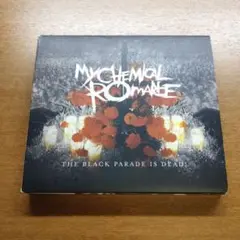 MY CHEMICAL
ROMANCE
THE BLACK PARADE IS DEAD!